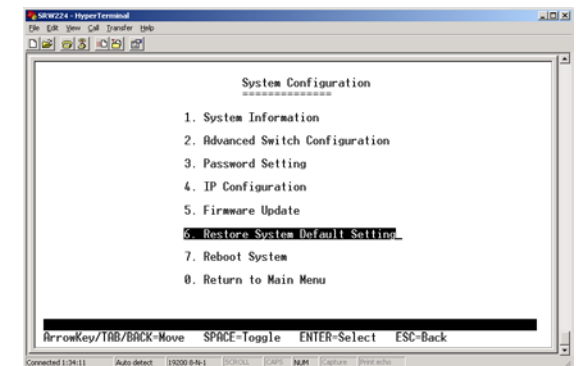 SRW224 - HyperTerminal
File Edit View Call Transfer Help
System Configuration
==============
1. System Information
2. Advanced Switch Configuration
3. Password Setting
4. IP Configuration
5. Firmware Update
6. Restore System Default Setting_
7. Reboot System
0. Return to Main Menu
ArrowKey/TAB/BACK=Move SPACE=Toggle ENTER=Select ESC=Back
Connected 1:34:11 Auto detect 19200 8-N-1 SCROLL CAPS NUM Capture Print echo